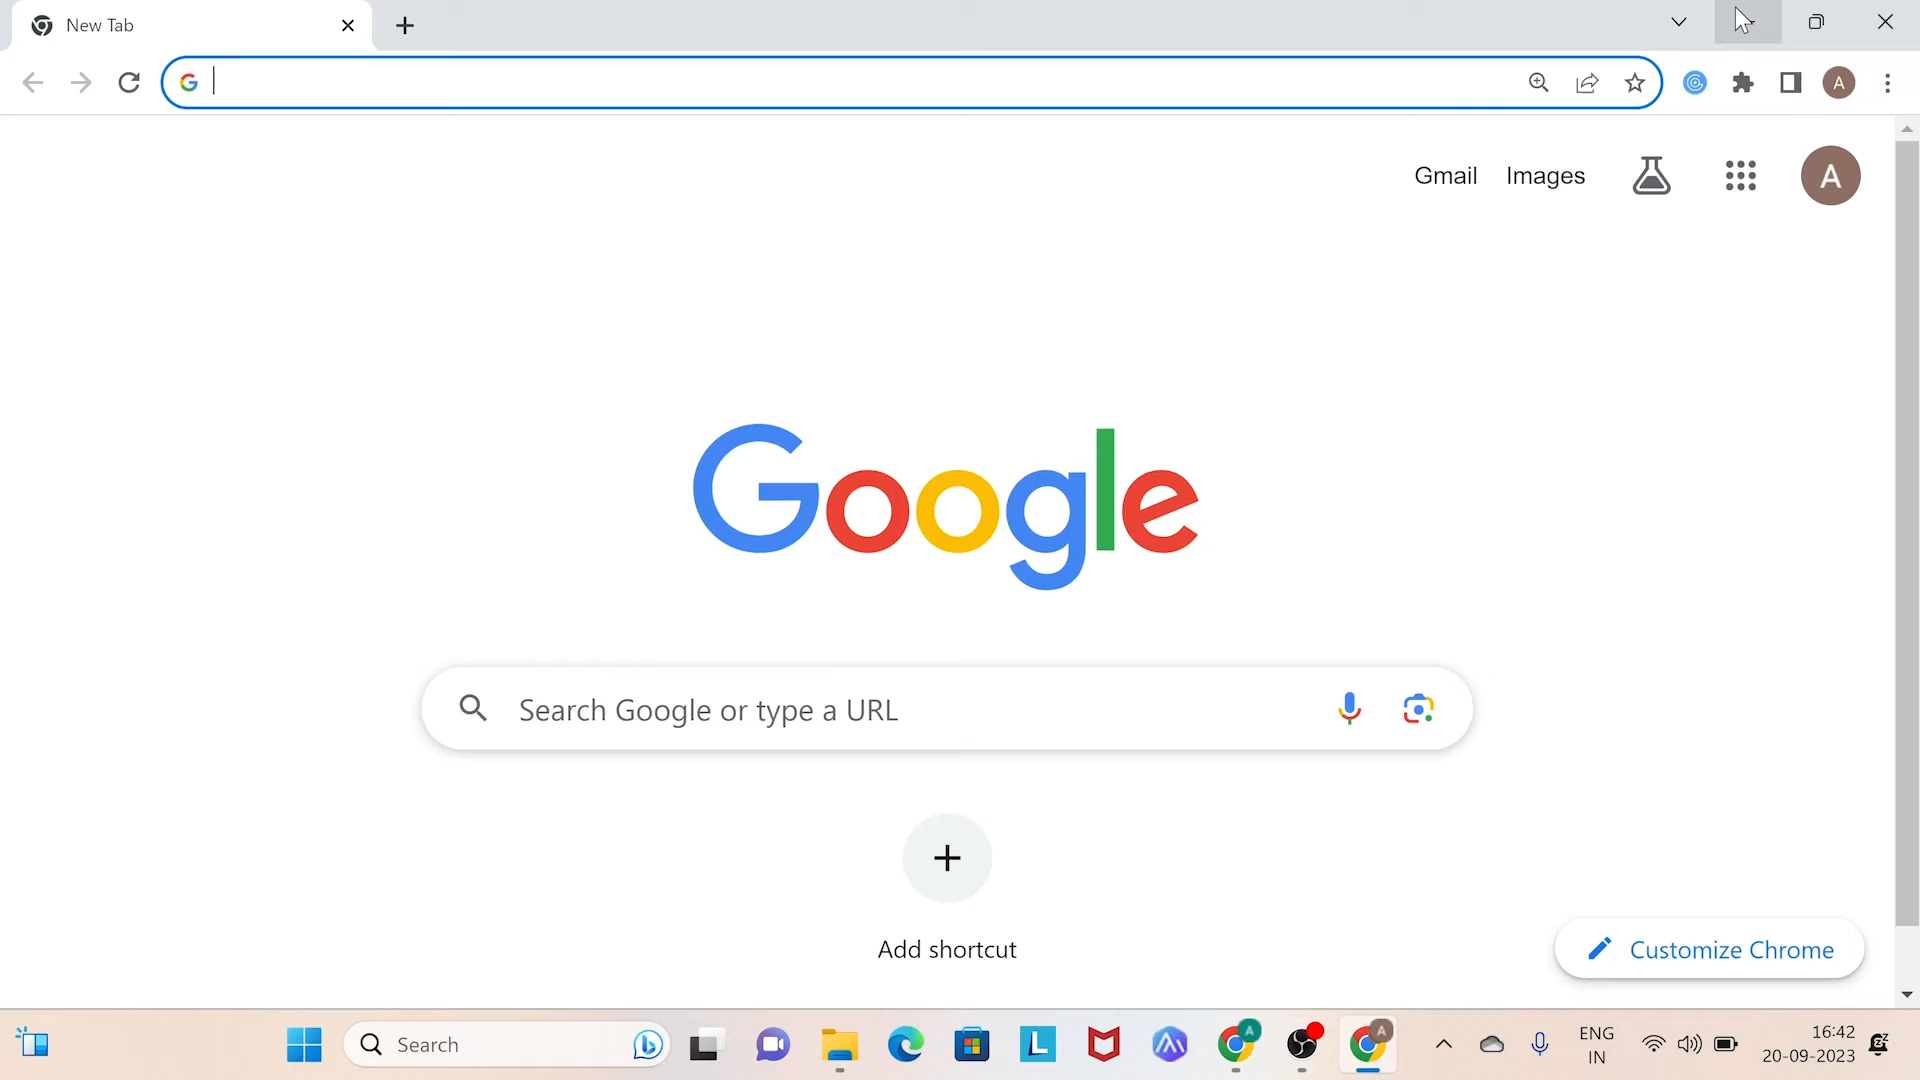 New Tab
Gmail Images
A
Google
Search Google or type a URL
Add shortcut
Customize Chrome
Search
ENG
IN
16:42
20-09-2023